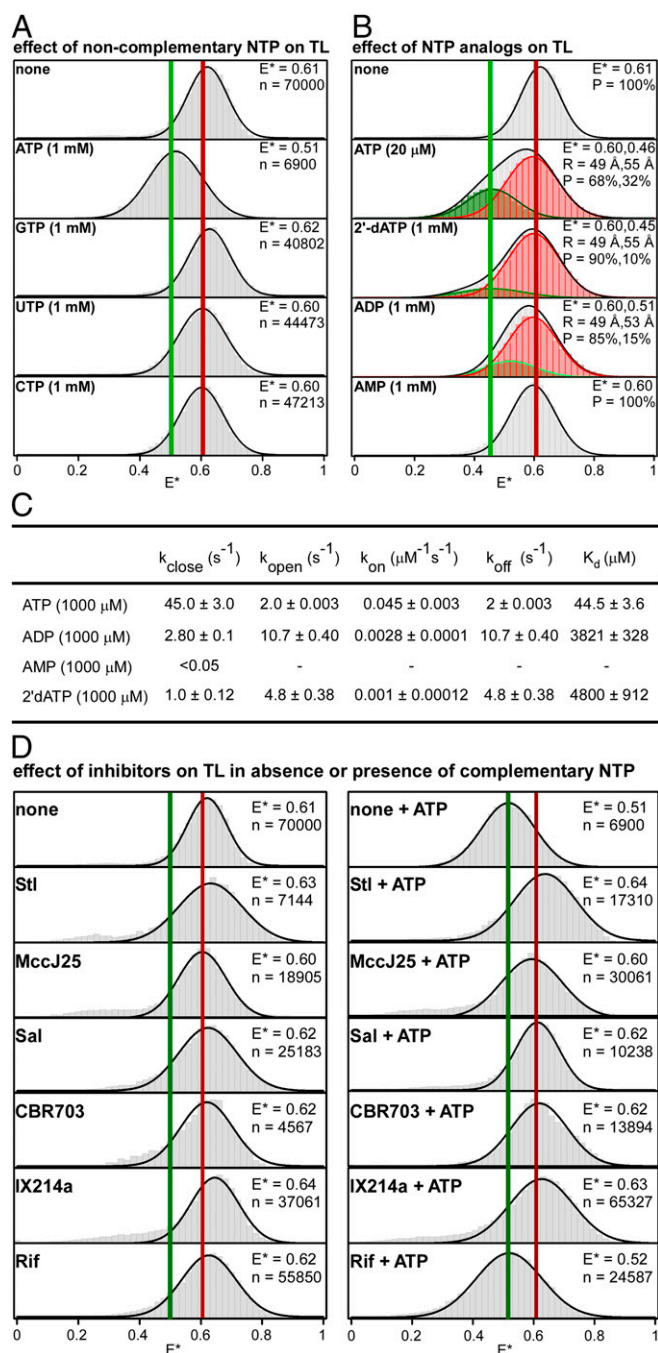 A
effect of non-complementary NTP on TL
none
E* = 0.61
n = 70000
ATP (1 mM)
E* = 0.51
n = 6900
GTP (1 mM)
E* = 0.62
n = 40802
UTP (1 mM)
E* = 0.60
n = 44473
CTP (1 mM)
E* = 0.60
n = 47213
0 0.2 0.4 0.6 0.8 1
E*
B
effect of NTP analogs on TL
none
E* = 0.61
P = 100%
ATP (20 μM)
E* = 0.60,0.46
R = 49 Å,55 Å
P = 68%,32%
2'-dATP (1 mM)
E* = 0.60,0.45
R = 49 Å,55 Å
P = 90%,10%
ADP (1 mM)
E* = 0.60,0.51
R = 49 Å,53 Å
P = 85%,15%
AMP (1 mM)
E* = 0.60
P = 100%
0 0.2 0.4 0.6 0.8 1
E*
C
k close (s-1) k open (s-1) k on (μM-1s-1) k off (s-1) K d (μM)
ATP (1000 μM) 45.0 ± 3.0 2.0 ± 0.003 0.045 ± 0.003 2 ± 0.003 44.5 ± 3.6
ADP (1000 μM) 2.80 ± 0.1 10.7 ± 0.40 0.0028 ± 0.0001 10.7 ± 0.40 3821 ± 328
AMP (1000 μM) <0.05 - - - -
2'dATP (1000 μM) 1.0 ± 0.12 4.8 ± 0.38 0.001 ± 0.00012 4.8 ± 0.38 4800 ± 912
D
effect of inhibitors on TL in absence or presence of complementary NTP
none
E* = 0.61
n = 70000
Stl
E* = 0.63
n = 7144
MccJ25
E* = 0.60
n = 18905
Sal
E* = 0.62
n = 25183
CBR703
E* = 0.62
n = 4567
IX214a
E* = 0.64
n = 37061
Rif
E* = 0.62
n = 55850
0 0.2 0.4 0.6 0.8 1
E*
none + ATP
E* = 0.51
n = 6900
Stl + ATP
E* = 0.64
n = 17310
MccJ25 + ATP
E* = 0.60
n = 30061
Sal + ATP
E* = 0.62
n = 10238
CBR703 + ATP
E* = 0.62
n = 13894
IX214a + ATP
E* = 0.63
n = 65327
Rif + ATP
E* = 0.52
n = 24587
0 0.2 0.4 0.6 0.8 1
E*